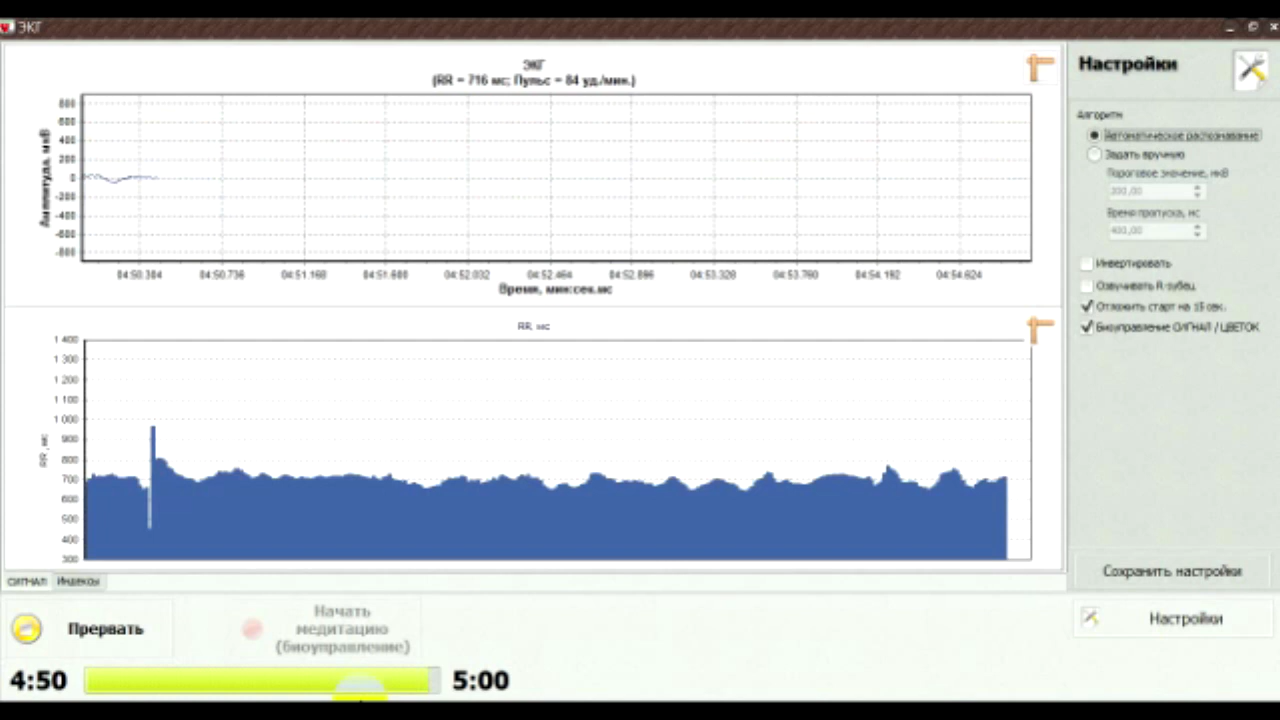 ЭКГ
ЭКГ
(RR = 716 мс; Пульс = 84 уд./мин.)
Амплитуда, мкВ
800
600
400
200
0
-200
-400
-600
-800
04:50.304 04:50.736 04:51.168 04:51.600 04:52.032 04:52.464 04:52.896 04:53.328 04:53.760 04:54.192 04:54.624
Время, мин:сек.мс
RR, мс
RR, мс
1 400
1 300
1 200
1 100
1 000
900
800
700
600
500
400
300
СИГНАЛ Индексы
Прервать
Начать
медитацию
(биоуправление)
4:50 5:00
Настройки
Алгоритм
Автоматическое распознавание
Задать вручную
Пороговое значение, мкВ
300,00
Время пропуска, мс
400,00
Инвертировать
Озвучивать R-зубец
Отложить старт на 15 сек.
Биоуправление СИГНАЛ / ЦВЕТОК
Сохранить настройки
Настройки